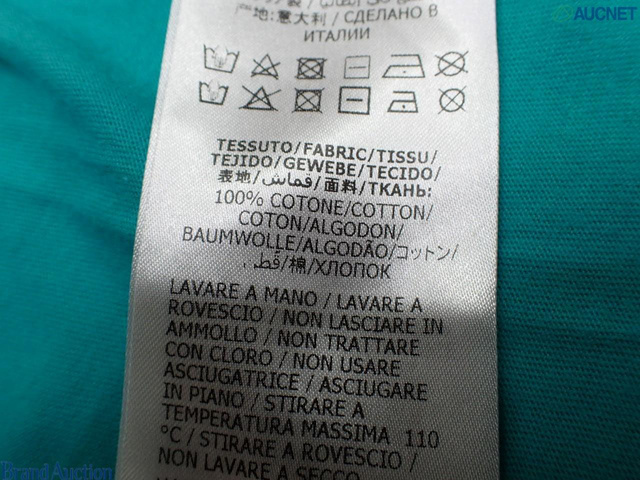 AUCNET
地:意大利 / СДЕЛАНО В
ИТАЛИИ
TESSUTO/FABRIC/TISSU/
TEJIDO/GEWEBE/TECIDO/
表地/قماش/面料/ТКАНЬ:
100% COTONE/COTTON/
COTON/ALGODON/
BAUMWOLLE/ALGODÃO/コットン/
棉/ХЛОПОК
LAVARE A MANO / LAVARE A
ROVESCIO / NON LASCIARE IN
AMMOLLO / NON TRATTARE
CON CLORO / NON USARE
ASCIUGATRICE / ASCIUGARE
IN PIANO / STIRARE A
TEMPERATURA MASSIMA 110
°C / STIRARE A ROVESCIO /
NON LAVARE A SECCO
Brand Auction